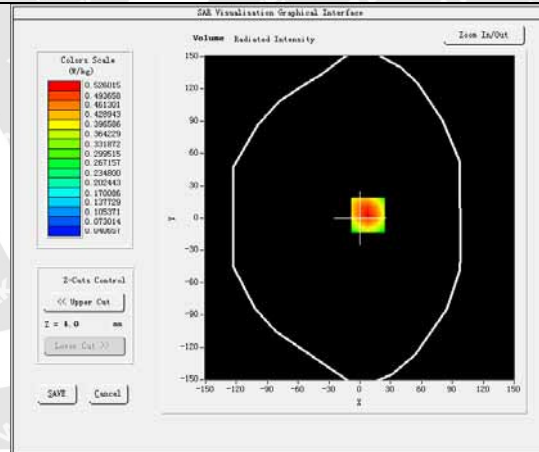 SAR Visualisation Graphical Interface
Volume Radiated Intensity
Zoom In/Out
Colors Scale
(W/kg)
0.526015
0.493658
0.461301
0.428943
0.396586
0.364229
0.331872
0.299515
0.267157
0.234800
0.202443
0.170086
0.137729
0.105371
0.073014
0.040657
Z-Cuts Control
<< Upper Cut
Z = 4.0 mm
Lower Cut >>
SAVE
Cancel
150
120
90
60
30
0
-30
-60
-90
-120
-150
Y
-150 -120 -90 -60 -30 0 30 60 90 120 150
X